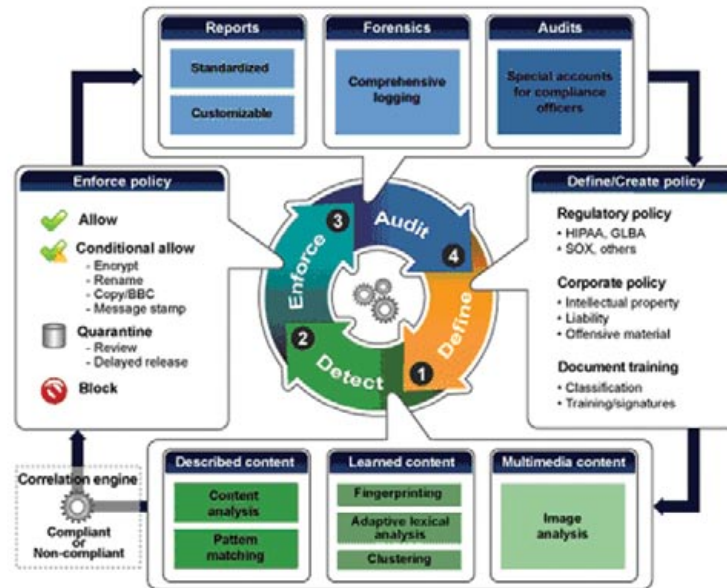 Reports
Standardized
Customizable
Forensics
Comprehensive
logging
Audits
Special accounts
for compliance
officers
Enforce policy
Allow
Conditional allow
- Encrypt
- Rename
- Copy/BBC
- Message stamp
Quarantine
- Review
- Delayed release
Block
3
Audit
4
Enforce
2
Detect
1
Define
Define/Create policy
Regulatory policy
• HIPAA, GLBA
• SOX, others
Corporate policy
• Intellectual property
• Liability
• Offensive material
Document training
• Classification
• Training/signatures
Correlation engine
Compliant
or
Non-compliant
Described content
Content
analysis
Pattern
matching
Learned content
Fingerprinting
Adaptive lexical
analysis
Clustering
Multimedia content
Image
analysis